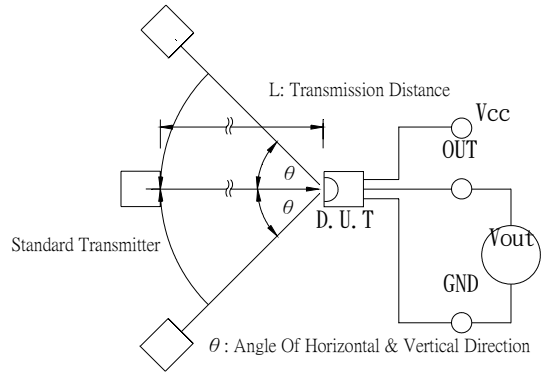 L: Transmission Distance
Vcc
OUT
θ
θ
D.U.T
Standard Transmitter
Vout
GND
θ : Angle Of Horizontal & Vertical Direction